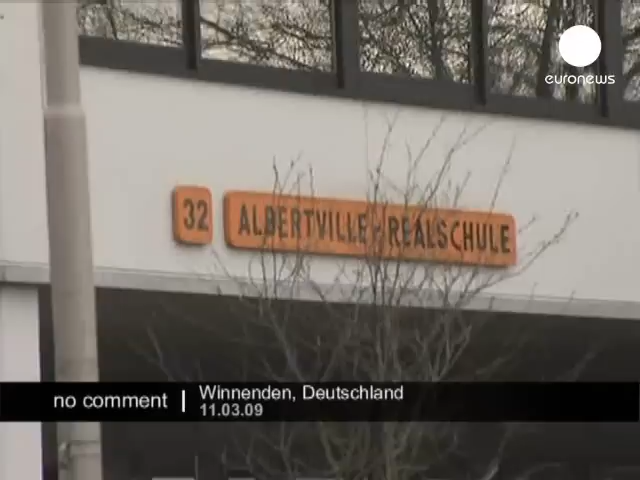 euronews
32 ALBERTVILLE-REALSCHULE
no comment | Winnenden, Deutschland
11.03.09